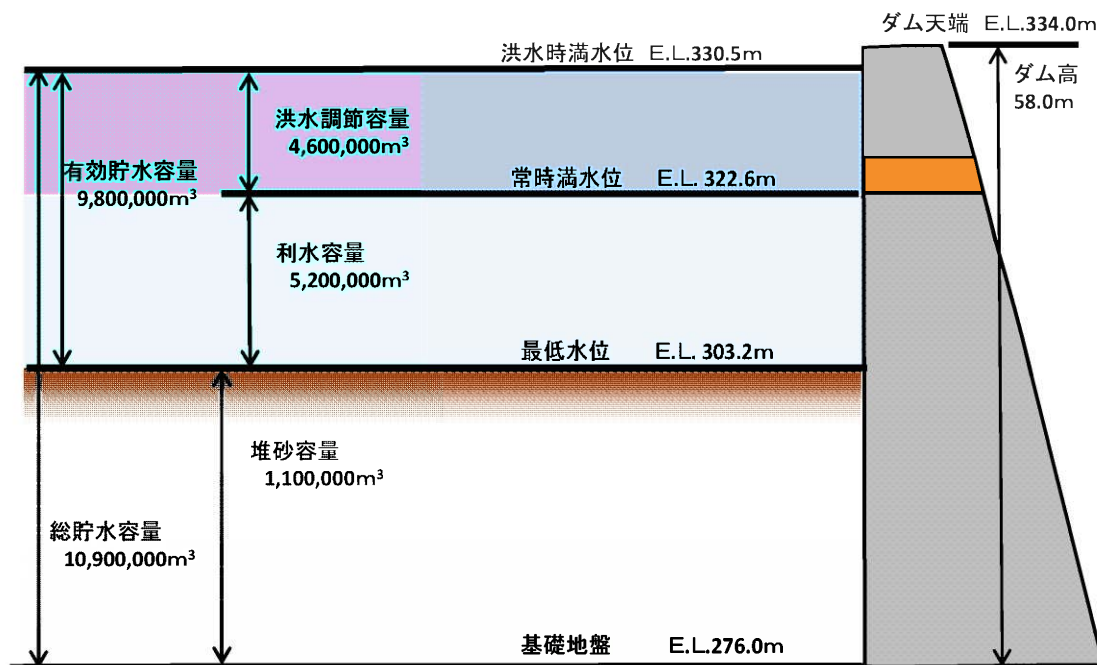 ダム天端 E.L.334.0m
洪水時満水位 E.L.330.5m
ダム高
58.0m
洪水調節容量
4,600,000m³
有効貯水容量
9,800,000m³
常時満水位 E.L. 322.6m
利水容量
5,200,000m³
最低水位 E.L. 303.2m
堆砂容量
1,100,000m³
総貯水容量
10,900,000m³
基礎地盤 E.L.276.0m